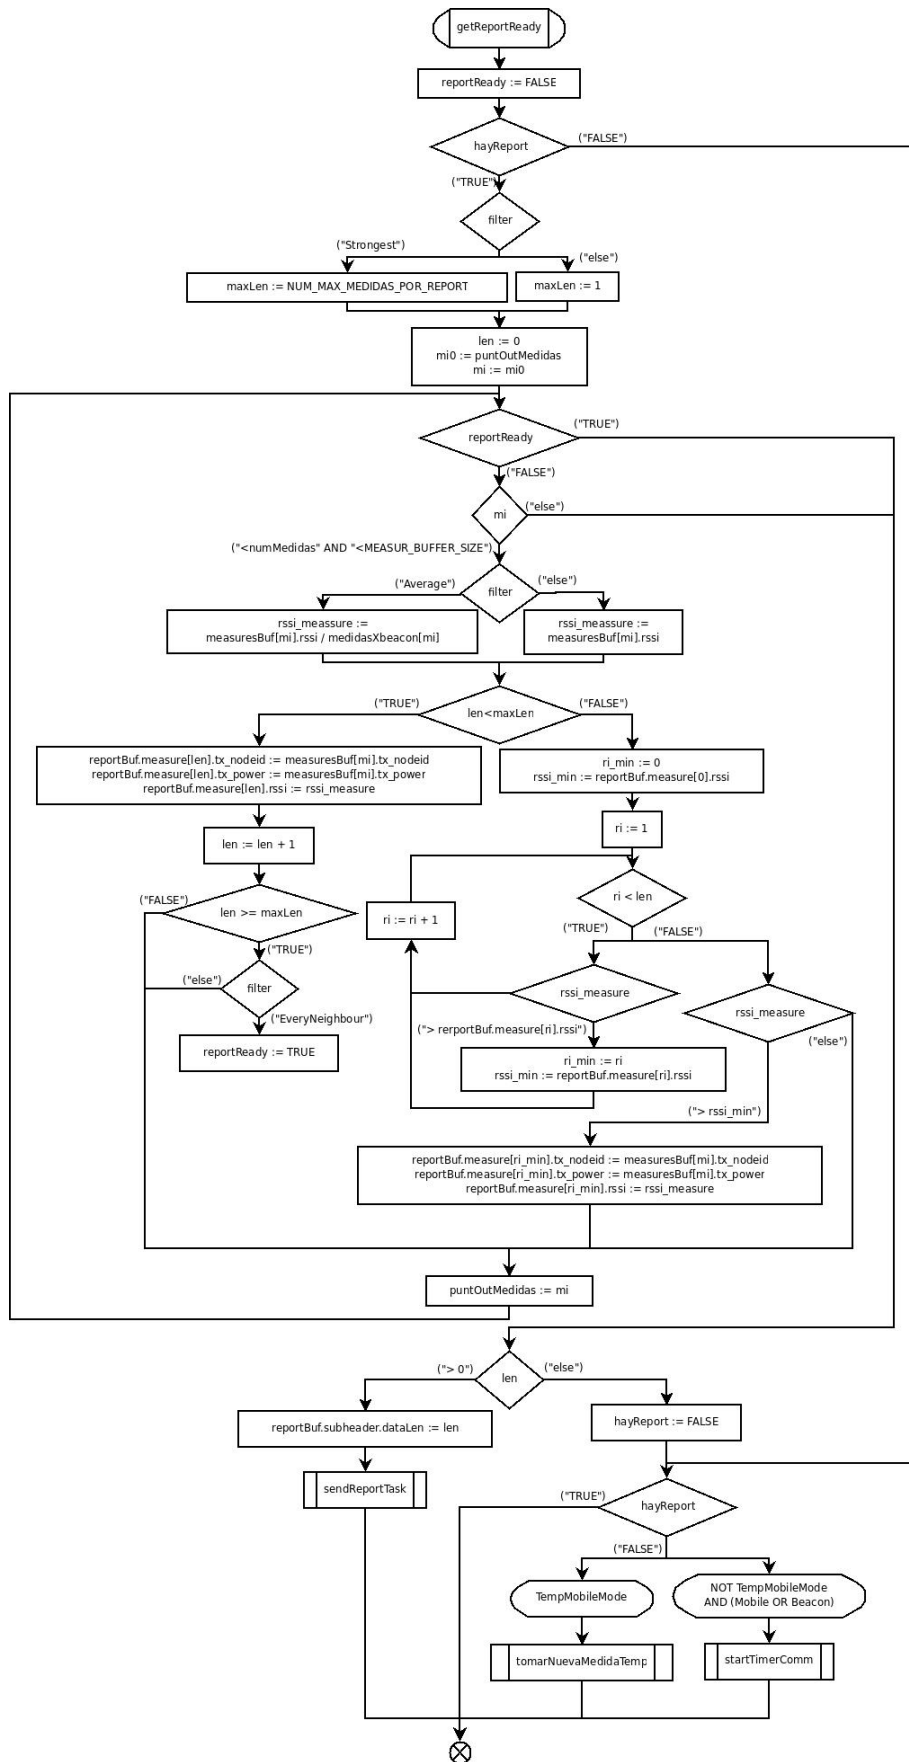 getReportReady
reportReady := FALSE
hayReport
("FALSE")
("TRUE")
filter
("Strongest")
("else")
maxLen := NUM_MAX_MEDIDAS_POR_REPORT
maxLen := 1
len := 0
mi0 := puntOutMedidas
mi := mi0
reportReady
("TRUE")
("FALSE")
mi
("else")
("<numMedidas" AND "<MEASUR_BUFFER_SIZE")
filter
("Average")
("else")
rssi_meassure :=
measuresBuf[mi].rssi / medidasXbeacon[mi]
rssi_meassure :=
measuresBuf[mi].rssi
len<maxLen
("TRUE")
("FALSE")
reportBuf.measure[len].tx_nodeid := measuresBuf[mi].tx_nodeid
reportBuf.measure[len].tx_power := measuresBuf[mi].tx_power
reportBuf.measure[len].rssi := rssi_measure
ri_min := 0
rssi_min := reportBuf.measure[0].rssi
len := len + 1
ri := 1
len >= maxLen
("FALSE")
("TRUE")
ri < len
ri := ri + 1
("TRUE")
("FALSE")
filter
("else")
("EveryNeighbour")
reportReady := TRUE
rssi_measure
("> rerportBuf.measure[ri].rssi")
rssi_measure
("else")
ri_min := ri
rssi_min := reportBuf.measure[ri].rssi
("> rssi_min")
reportBuf.measure[ri_min].tx_nodeid := measuresBuf[mi].tx_nodeid
reportBuf.measure[ri_min].tx_power := measuresBuf[mi].tx_power
reportBuf.measure[ri_min].rssi := rssi_measure
puntOutMedidas := mi
len
("> 0")
("else")
reportBuf.subheader.dataLen := len
hayReport := FALSE
sendReportTask
hayReport
("TRUE")
("FALSE")
TempMobileMode
NOT TempMobileMode
AND (Mobile OR Beacon)
tomarNuevaMedidaTemp
startTimerComm